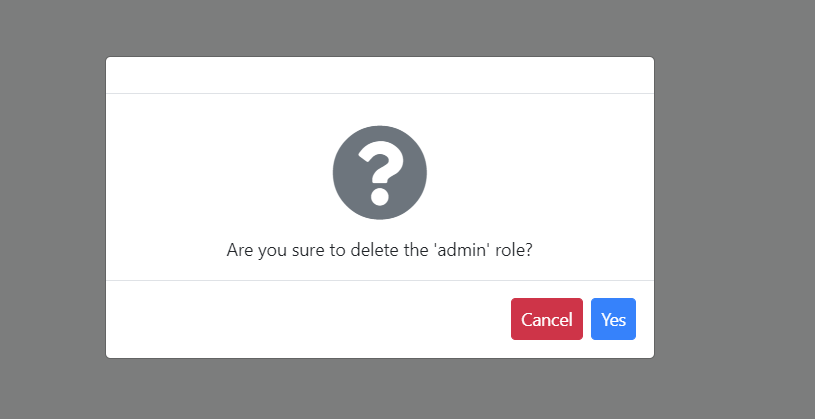 Are you sure to delete the 'admin' role?
Cancel Yes